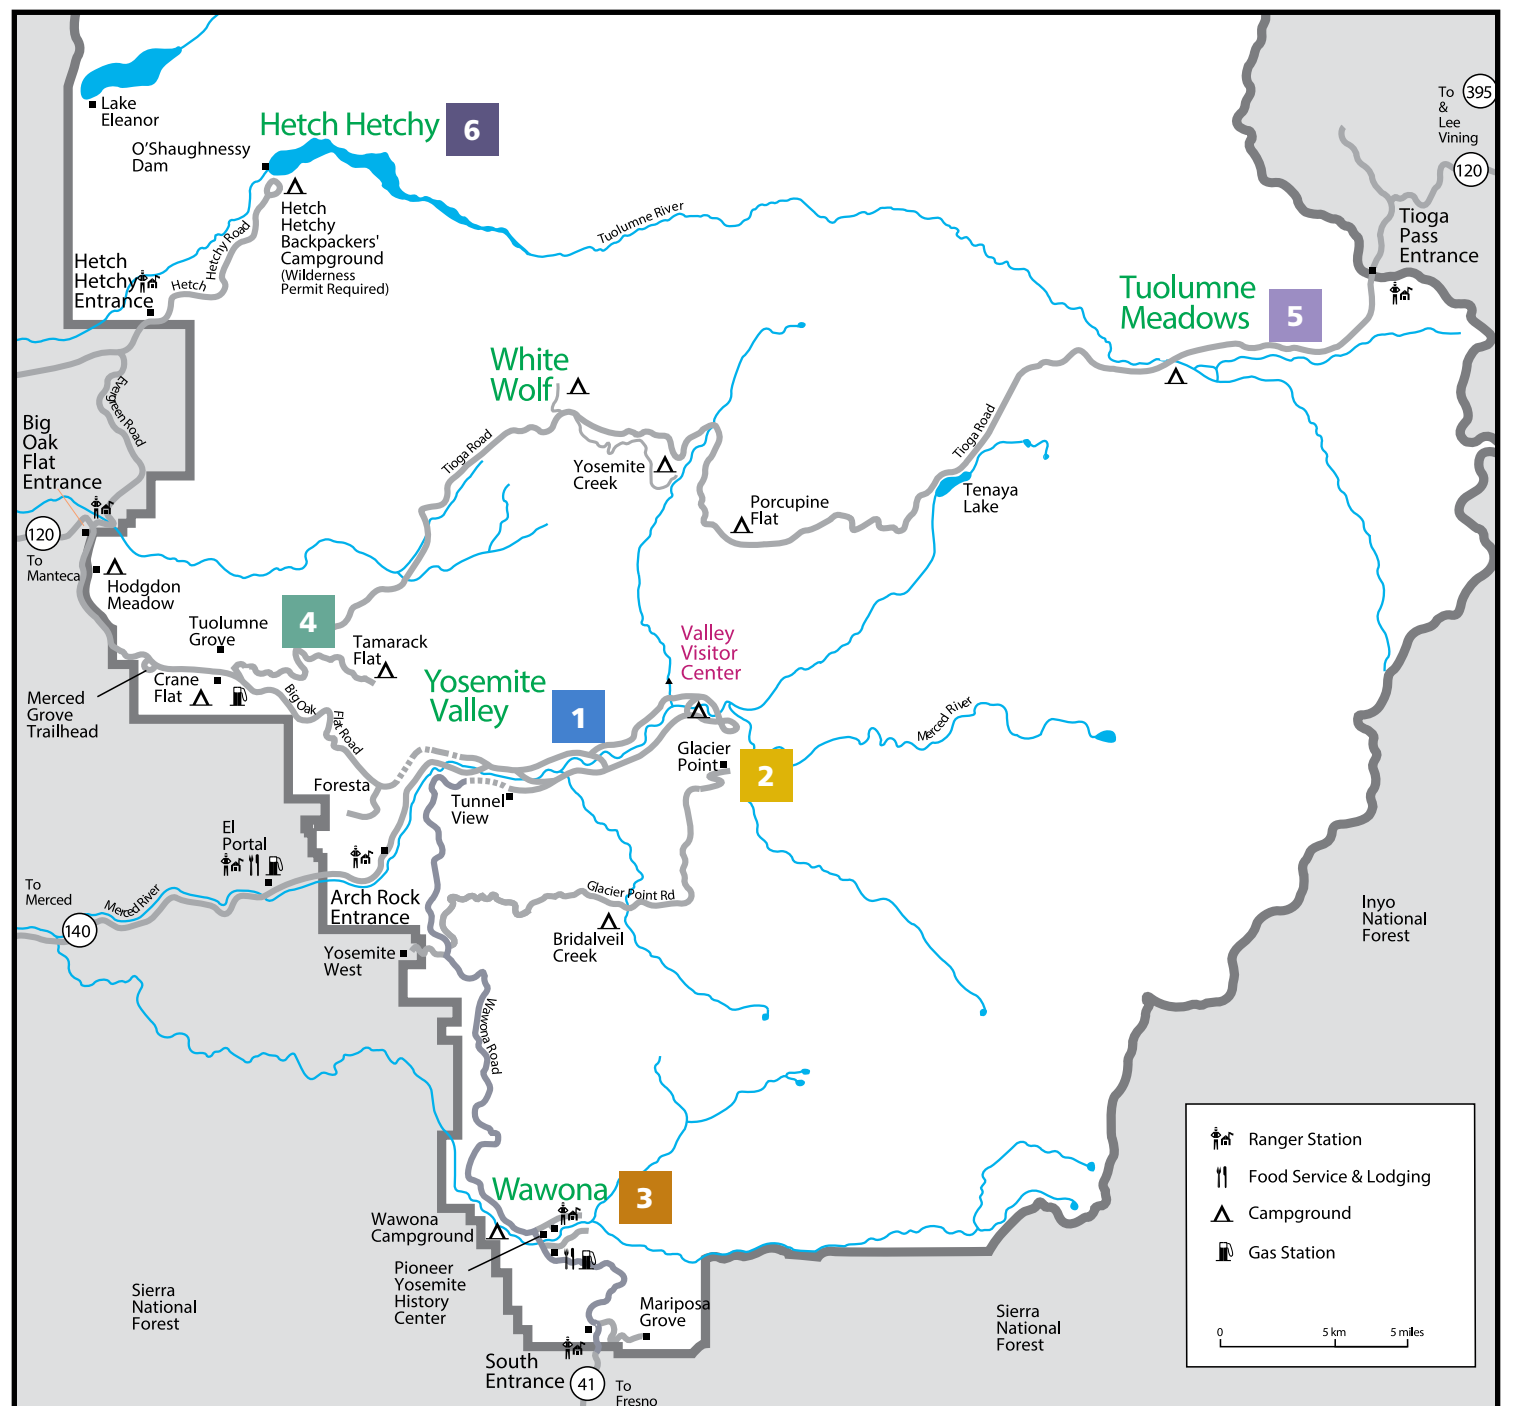 Lake
Eleanor
Hetch Hetchy
6
O'Shaughnessy
Dam
Hetch
Hetchy
Backpackers'
Campground
(Wilderness
Permit Required)
Hetch
Hetchy Road
Hetch
Hetchy
Entrance
Tuolumne River
To
&
Lee
Vining
395
120
Tioga
Pass
Entrance
Tuolumne
Meadows
5
White
Wolf
Evergreen Road
Big
Oak
Flat
Entrance
120
To
Manteca
Tioga Road
Yosemite
Creek
Tioga Road
Tenaya
Lake
Porcupine
Flat
Hodgdon
Meadow
Tuolumne
Grove
4
Tamarack
Flat
Crane
Flat
Merced
Grove
Trailhead
Big Oak
Flat Road
Yosemite
Valley
1
Valley
Visitor
Center
Merced River
Glacier
Point
2
Foresta
Tunnel
View
El
Portal
To
Merced
Merced River
140
Arch Rock
Entrance
Glacier Point Rd
Bridalveil
Creek
Yosemite
West
Inyo
National
Forest
Wawona Road
Wawona
3
Wawona
Campground
Pioneer
Yosemite
History
Center
Mariposa
Grove
South
Entrance
41
To
Fresno
Sierra
National
Forest
Sierra
National
Forest
Ranger Station
Food Service & Lodging
Campground
Gas Station
0
5 km
5 miles